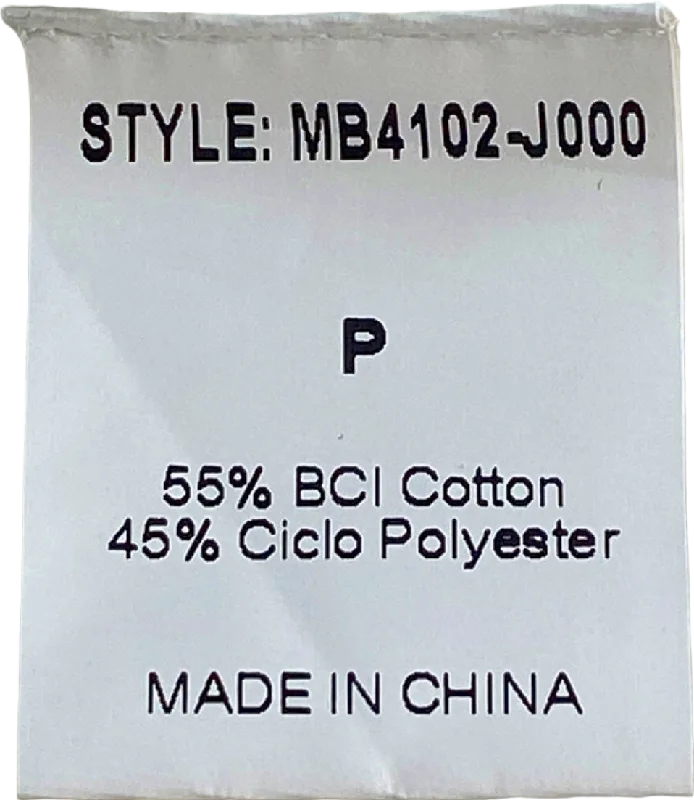 STYLE: MB4102-J000
P
55% BCI Cotton
45% Ciclo Polyester
MADE IN CHINA